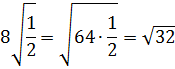 8√(1/2) = √(64·1/2) = √32